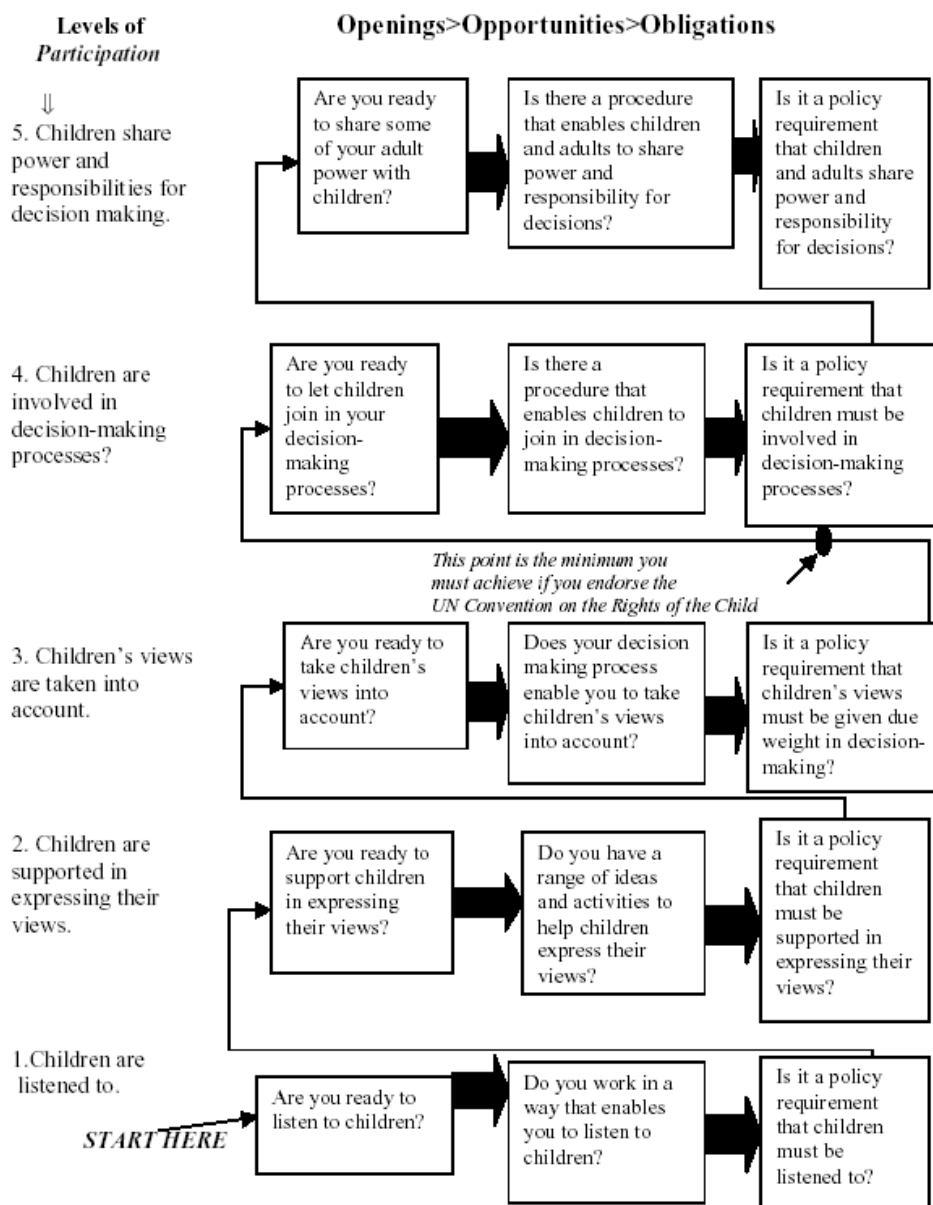 Levels of
Participation
Openings>Opportunities>Obligations
⇓
5. Children share
power and
responsibilities for
decision making.
Are you ready
to share some
of your adult
power with
children?
Is there a procedure
that enables children
and adults to share
power and
responsibility for
decisions?
Is it a policy
requirement
that children
and adults share
power and
responsibility
for decisions?
4. Children are
involved in
decision-making
processes?
Are you ready
to let children
join in your
decision-
making
processes?
Is there a
procedure that
enables children to
join in decision-
making processes?
Is it a policy
requirement that
children must be
involved in
decision-making
processes?
This point is the minimum you
must achieve if you endorse the
UN Convention on the Rights of the Child
3. Children’s views
are taken into
account.
Are you ready to
take children’s
views into
account?
Does your decision
making process
enable you to take
children’s views
into account?
Is it a policy
requirement that
children’s views
must be given due
weight in decision-
making?
2. Children are
supported in
expressing their
views.
Are you ready to
support children
in expressing
their views?
Do you have a
range of ideas
and activities to
help children
express their
views?
Is it a policy
requirement
that children
must be
supported in
expressing their
views?
1.Children are
listened to.
START HERE
Are you ready to
listen to children?
Do you work in a
way that enables
you to listen to
children?
Is it a policy
requirement
that children
must be
listened to?